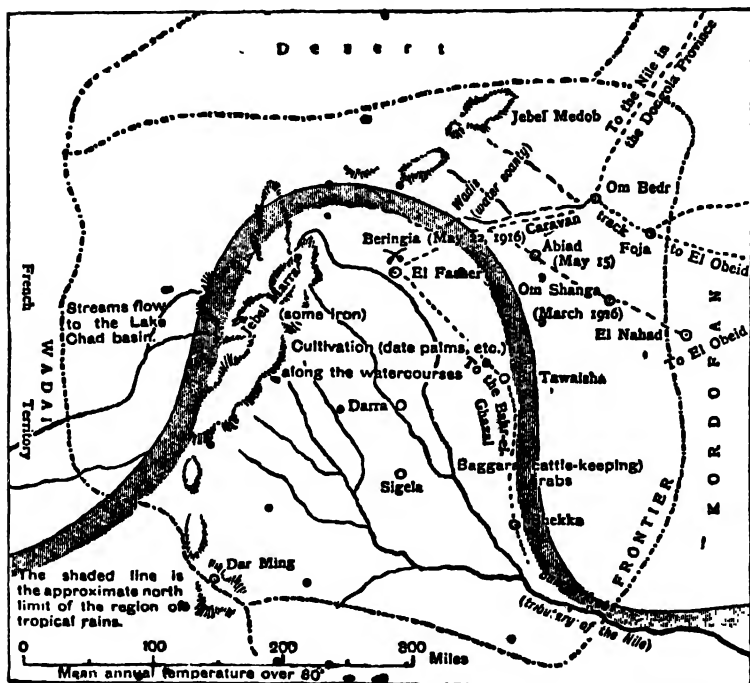 Desert
To the Nile in
the Dongola Province
Jebel Medob
Wadis
(water scanty)
Om Bedr
Caravan
track
Foja
to El Obeid
Beringia (May 22, 1916)
Abiad
(May 15)
El Fasher
Om Shanga
(March 1916)
El Nahad
To El Obeid
French
WADAI
Territory
Streams flow
to the Lake
Chad basin.
Jebel Marra
(some iron)
Cultivation (date palms, etc.)
along the watercourses
To the Bahr-el-
Ghazal
Tawaisha
Darra
KORDOFAN
Baggara (cattle-keeping)
Arabs
Sigela
Shekka
FRONTIER
Dar Ming
(tributary of the Nile)
The shaded line is
the approximate north
limit of the region of
tropical rains.
0 100 200 300 Miles
Mean annual temperature over 80°